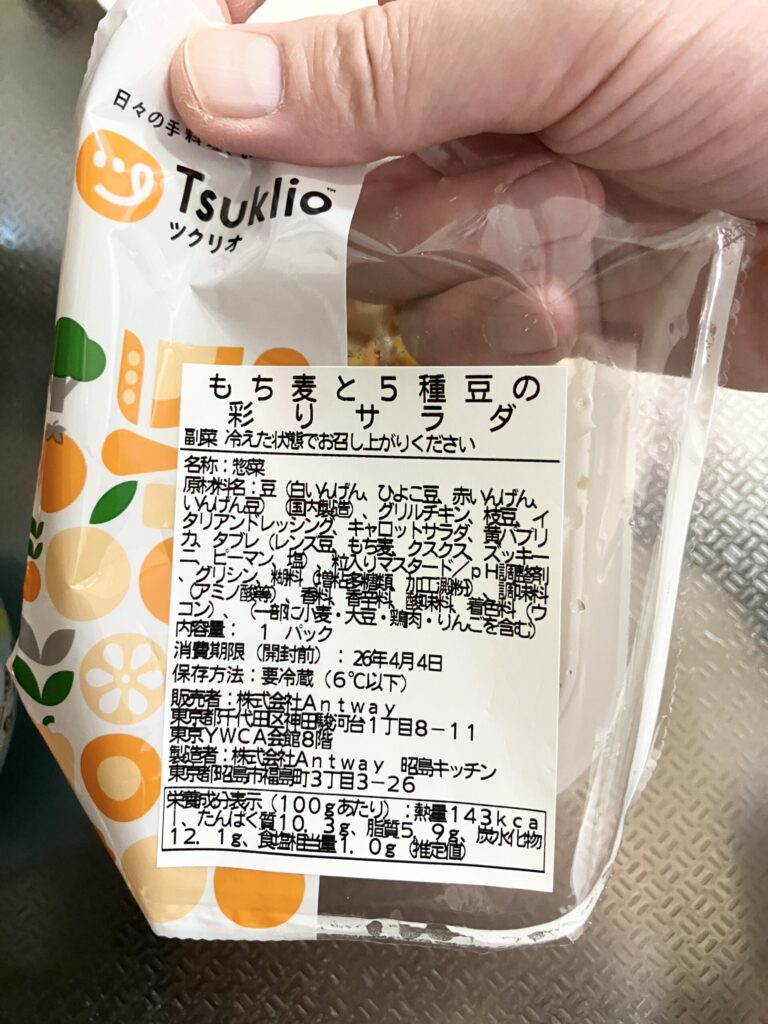 日々の手料
Tsuklio™
ツクリオ
もち麦と5種豆の
彩りサラダ
副菜 冷えた状態でお召し上がりください
名称:惣菜
原材料名:豆(白いんげん、ひよこ豆、赤いんげん、
いんげん豆)(国内製造)、グリルチキン、枝豆、イ
タリアンドレッシング、キャロットサラダ、黄パプリ
カ、タブレ(レンズ豆、もち麦、クスクス、ズッキー
ニ、ピーマン、塩)、粒入りマスタード/pH調整剤
、グリシン、糊料(増粘多糖類、加工澱粉)、調味料
(アミノ酸等)、香料、香辛料、酸味料、着色料(ウ
コン)、(一部に小麦・大豆・鶏肉・りんごを含む)
内容量: 1 パック
消費期限(開封前):26年4月4日
保存方法:要冷蔵(6℃以下)
販売者:株式会社Antway
東京都千代田区神田駿河台1丁目8-11
東京YWCA会館8階
製造者:株式会社Antway 昭島キッチン
東京都昭島市福島町3丁目3-26
栄養成分表示(100gあたり):熱量143kca
l、たんぱく質10.3g、脂質5.9g、炭水化物
12.1g、食塩相当量1.0g(推定値)